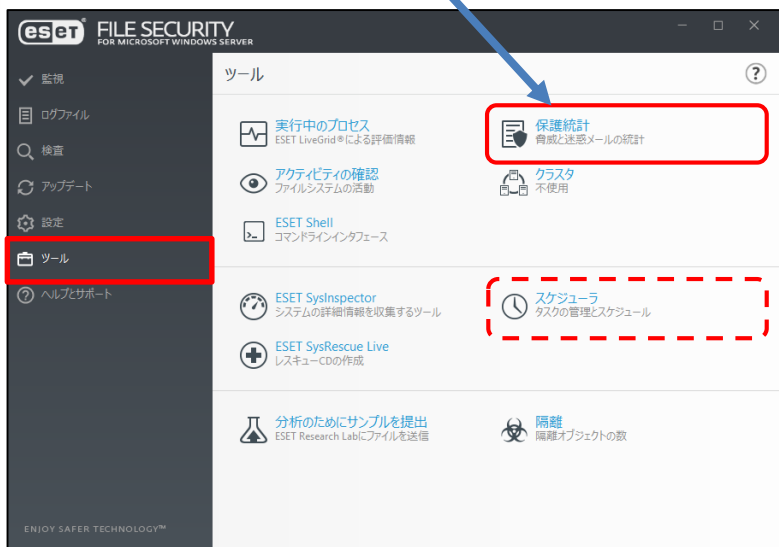 eset FILE SECURITY
FOR MICROSOFT WINDOWS SERVER
監視
ログファイル
検査
アップデート
設定
ツール
ヘルプとサポート
ENJOY SAFER TECHNOLOGY™
ツール
?
実行中のプロセス
ESET LiveGrid®による評価情報
保護統計
脅威と迷惑メールの統計
アクティビティの確認
ファイルシステムの活動
クラスタ
不使用
ESET Shell
コマンドラインインタフェース
ESET SysInspector
システムの詳細情報を収集するツール
スケジューラ
タスクの管理とスケジュール
ESET SysRescue Live
レスキューCDの作成
分析のためにサンプルを提出
ESET Research Labにファイルを送信
隔離
隔離オブジェクトの数